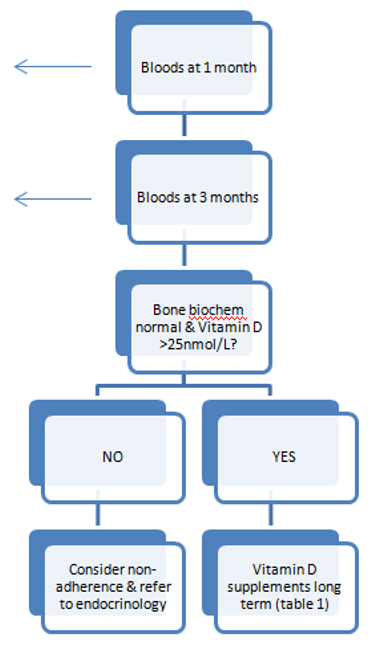 Bloods at 1 month
Bloods at 3 months
Bone biochem
normal & Vitamin D
>25nmol/L?
NO
YES
Consider non-
adherence & refer
to endocrinology
Vitamin D
supplements long
term (table 1)